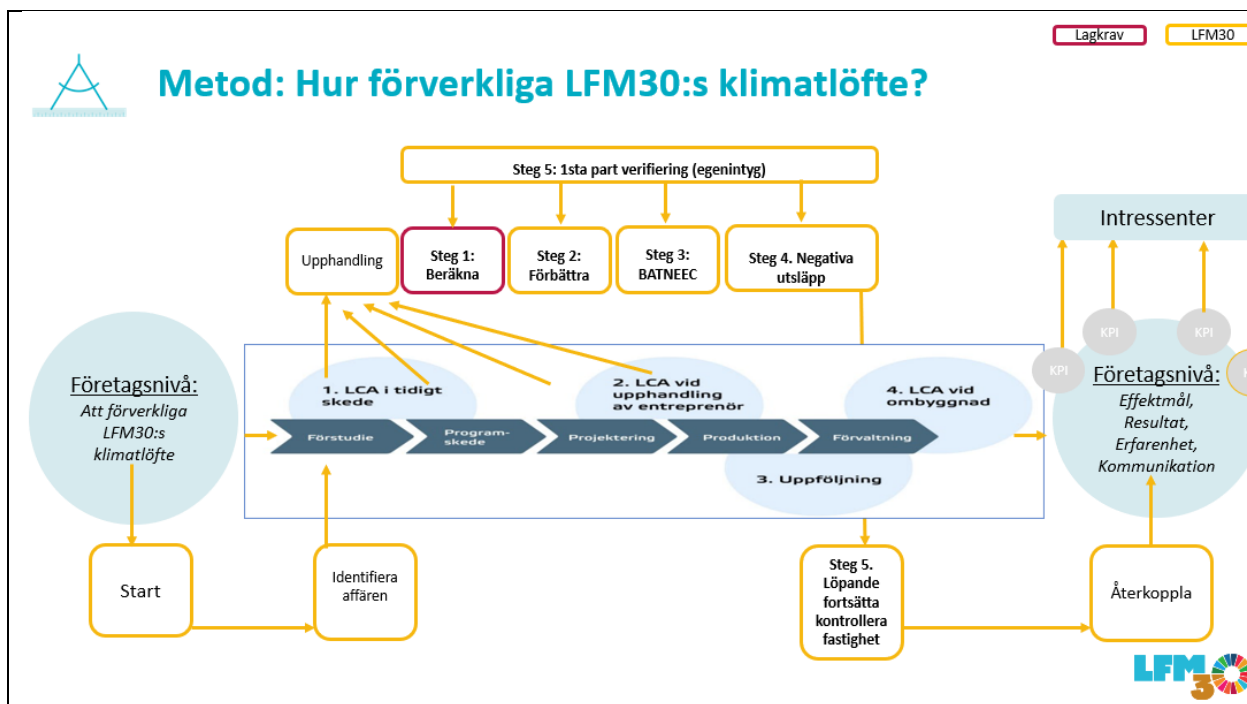 Lagkrav
LFM30
Metod: Hur förverkliga LFM30:s klimatlöfte?
Steg 5: 1sta part verifiering (egenintyg)
Upphandling
Steg 1:
Beräkna
Steg 2:
Förbättra
Steg 3:
BATNEEC
Steg 4. Negativa
utsläpp
Intressenter
KPI
KPI
KPI
Företagsnivå:
Att förverkliga
LFM30:s
klimatlöfte
1. LCA i tidigt
skede
2. LCA vid
upphandling
av entreprenör
4. LCA vid
ombyggnad
Förstudie
Program-
skede
Projektering
Produktion
Förvaltning
3. Uppföljning
Företagsnivå:
Effektmål,
Resultat,
Erfarenhet,
Kommunikation
Start
Identifiera
affären
Steg 5.
Löpande
fortsätta
kontrollera
fastighet
Återkoppla
LFM
30